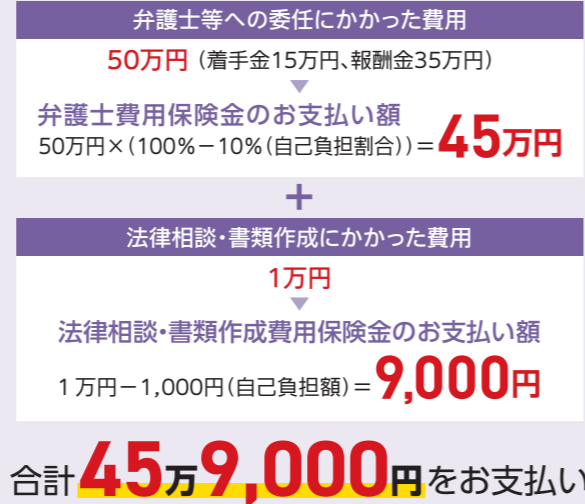 弁護士等への委任にかかった費用
50万円（着手金15万円、報酬金35万円）
弁護士費用保険金のお支払い額
50万円×（100％－10％（自己負担割合））＝45万円
＋
法律相談・書類作成にかかった費用
1万円
法律相談・書類作成費用保険金のお支払い額
1万円－1,000円（自己負担額）＝9,000円
合計45万9,000円をお支払い